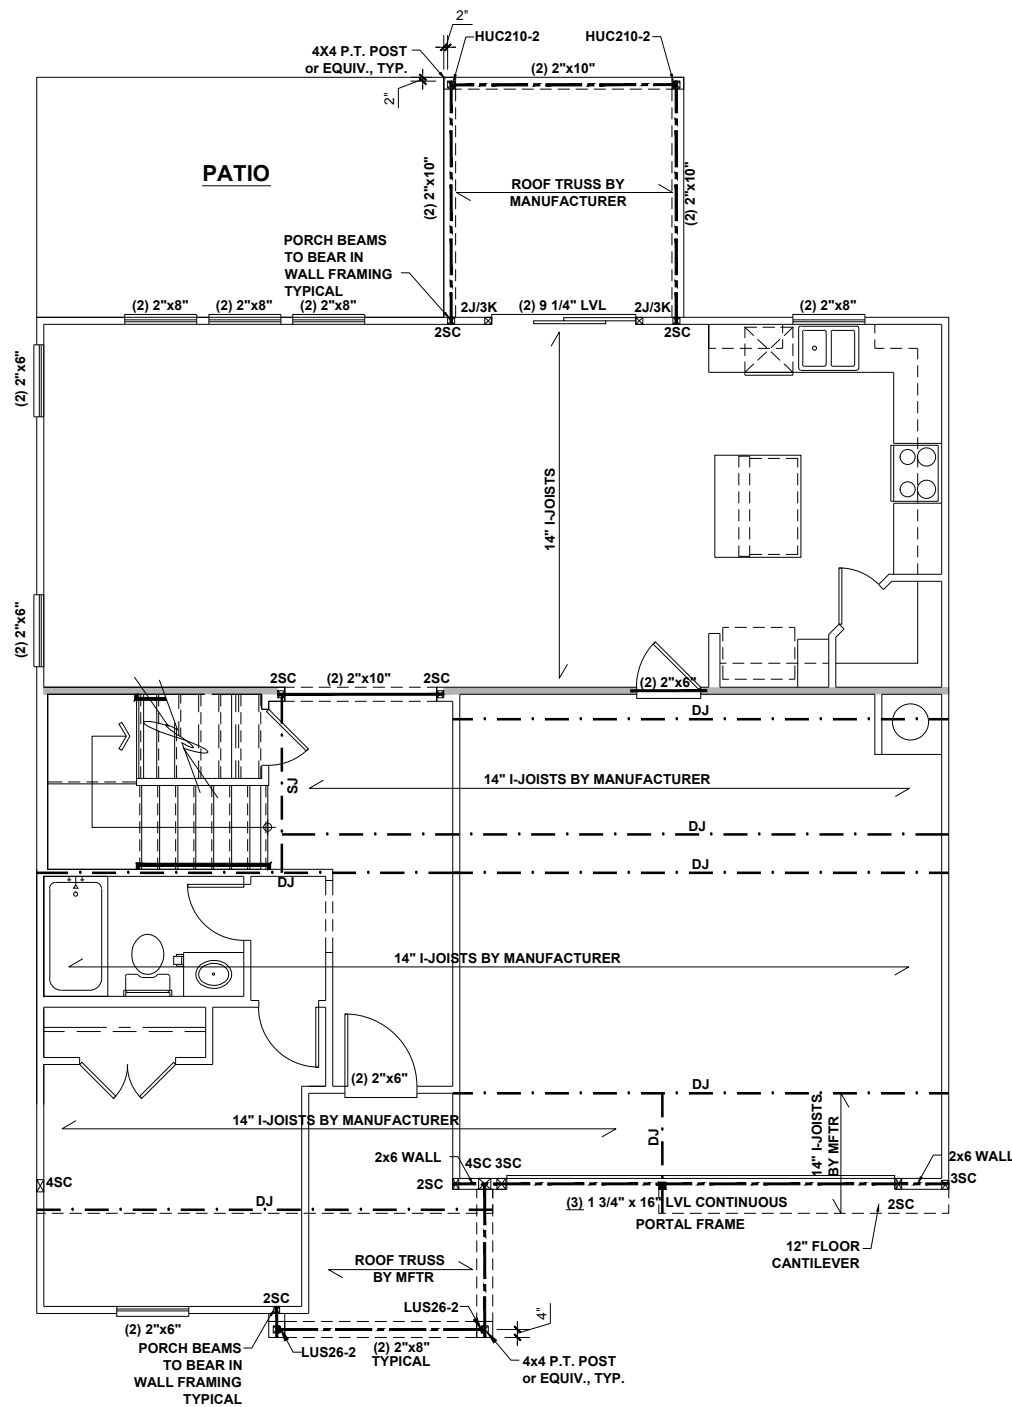 2"
HUC210-2
HUC210-2
4X4 P.T. POST
or EQUIV., TYP.
(2) 2"x10"
2"
PATIO
(2) 2"x10"
ROOF TRUSS BY
MANUFACTURER
(2) 2"x10"
PORCH BEAMS
TO BEAR IN
WALL FRAMING
TYPICAL
(2) 2"x8"
(2) 2"x8"
(2) 2"x8"
2J/3K
(2) 9 1/4" LVL
2J/3K
(2) 2"x8"
2SC
2SC
(2) 2"x6"
14" I-JOISTS
(2) 2"x6"
2SC
(2) 2"x10"
2SC
(2) 2"x6"
DJ
SJ
14" I-JOISTS BY MANUFACTURER
DJ
DJ
DJ
14" I-JOISTS BY MANUFACTURER
(2) 2"x6"
DJ
14" I-JOISTS BY MANUFACTURER
DJ
14" I-JOISTS.
BY MFTR
2x6 WALL
4SC
3SC
2x6 WALL
4SC
2SC
3SC
(3) 1 3/4" x 16" LVL CONTINUOUS
2SC
DJ
PORTAL FRAME
12" FLOOR
CANTILEVER
ROOF TRUSS
BY MFTR
2SC
LUS26-2
4"
(2) 2"x6"
LUS26-2
(2) 2"x8"
TYPICAL
PORCH BEAMS
TO BEAR IN
WALL FRAMING
TYPICAL
4x4 P.T. POST
or EQUIV., TYP.